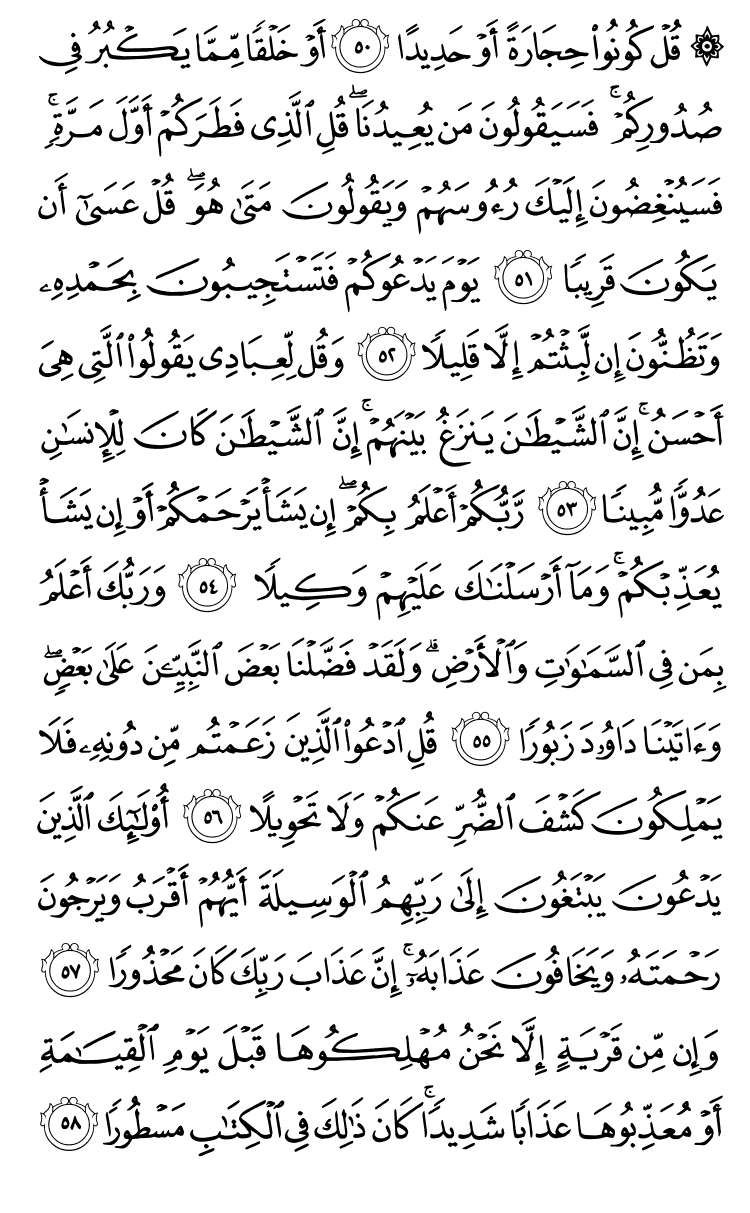 ۞ قُلۡ كُونُواْ حِجَارَةً أَوۡ حَدِيدًا ٥٠ أَوۡ خَلۡقٗا مِّمَّا يَكۡبُرُ فِي
صُدُورِكُمۡۚ فَسَيَقُولُونَ مَن يُعِيدُنَاۖ قُلِ ٱلَّذِي فَطَرَكُمۡ أَوَّلَ مَرَّةٖۚ
فَسَيُنۡغِضُونَ إِلَيۡكَ رُءُوسَهُمۡ وَيَقُولُونَ مَتَىٰ هُوَۖ قُلۡ عَسَىٰٓ أَن
يَكُونَ قَرِيبٗا ٥١ يَوۡمَ يَدۡعُوكُمۡ فَتَسۡتَجِيبُونَ بِحَمۡدِهِۦ
وَتَظُنُّونَ إِن لَّبِثۡتُمۡ إِلَّا قَلِيلٗا ٥٢ وَقُل لِّعِبَادِي يَقُولُواْ ٱلَّتِي هِيَ
أَحۡسَنُۚ إِنَّ ٱلشَّيۡطَٰنَ يَنزَغُ بَيۡنَهُمۡۚ إِنَّ ٱلشَّيۡطَٰنَ كَانَ لِلۡإِنسَٰنِ
عَدُوّٗا مُّبِينٗا ٥٣ رَّبُّكُمۡ أَعۡلَمُ بِكُمۡۖ إِن يَشَأۡ يَرۡحَمۡكُمۡ أَوۡ إِن يَشَأۡ
يُعَذِّبۡكُمۡۚ وَمَآ أَرۡسَلۡنَٰكَ عَلَيۡهِمۡ وَكِيلٗا ٥٤ وَرَبُّكَ أَعۡلَمُ
بِمَن فِي ٱلسَّمَٰوَٰتِ وَٱلۡأَرۡضِۗ وَلَقَدۡ فَضَّلۡنَا بَعۡضَ ٱلنَّبِيِّـۧنَ عَلَىٰ بَعۡضٖۖ
وَءَاتَيۡنَا دَاوُۥدَ زَبُورٗا ٥٥ قُلِ ٱدۡعُواْ ٱلَّذِينَ زَعَمۡتُم مِّن دُونِهِۦ فَلَا
يَمۡلِكُونَ كَشۡفَ ٱلضُّرِّ عَنكُمۡ وَلَا تَحۡوِيلًا ٥٦ أُوْلَٰٓئِكَ ٱلَّذِينَ
يَدۡعُونَ يَبۡتَغُونَ إِلَىٰ رَبِّهِمُ ٱلۡوَسِيلَةَ أَيُّهُمۡ أَقۡرَبُ وَيَرۡجُونَ
رَحۡمَتَهُۥ وَيَخَافُونَ عَذَابَهُۥٓۚ إِنَّ عَذَابَ رَبِّكَ كَانَ مَحۡذُورٗا ٥٧
وَإِن مِّن قَرۡيَةٍ إِلَّا نَحۡنُ مُهۡلِكُوهَا قَبۡلَ يَوۡمِ ٱلۡقِيَٰمَةِ
أَوۡ مُعَذِّبُوهَا عَذَابٗا شَدِيدٗاۚ كَانَ ذَٰلِكَ فِي ٱلۡكِتَٰبِ مَسۡطُورٗا ٥٨